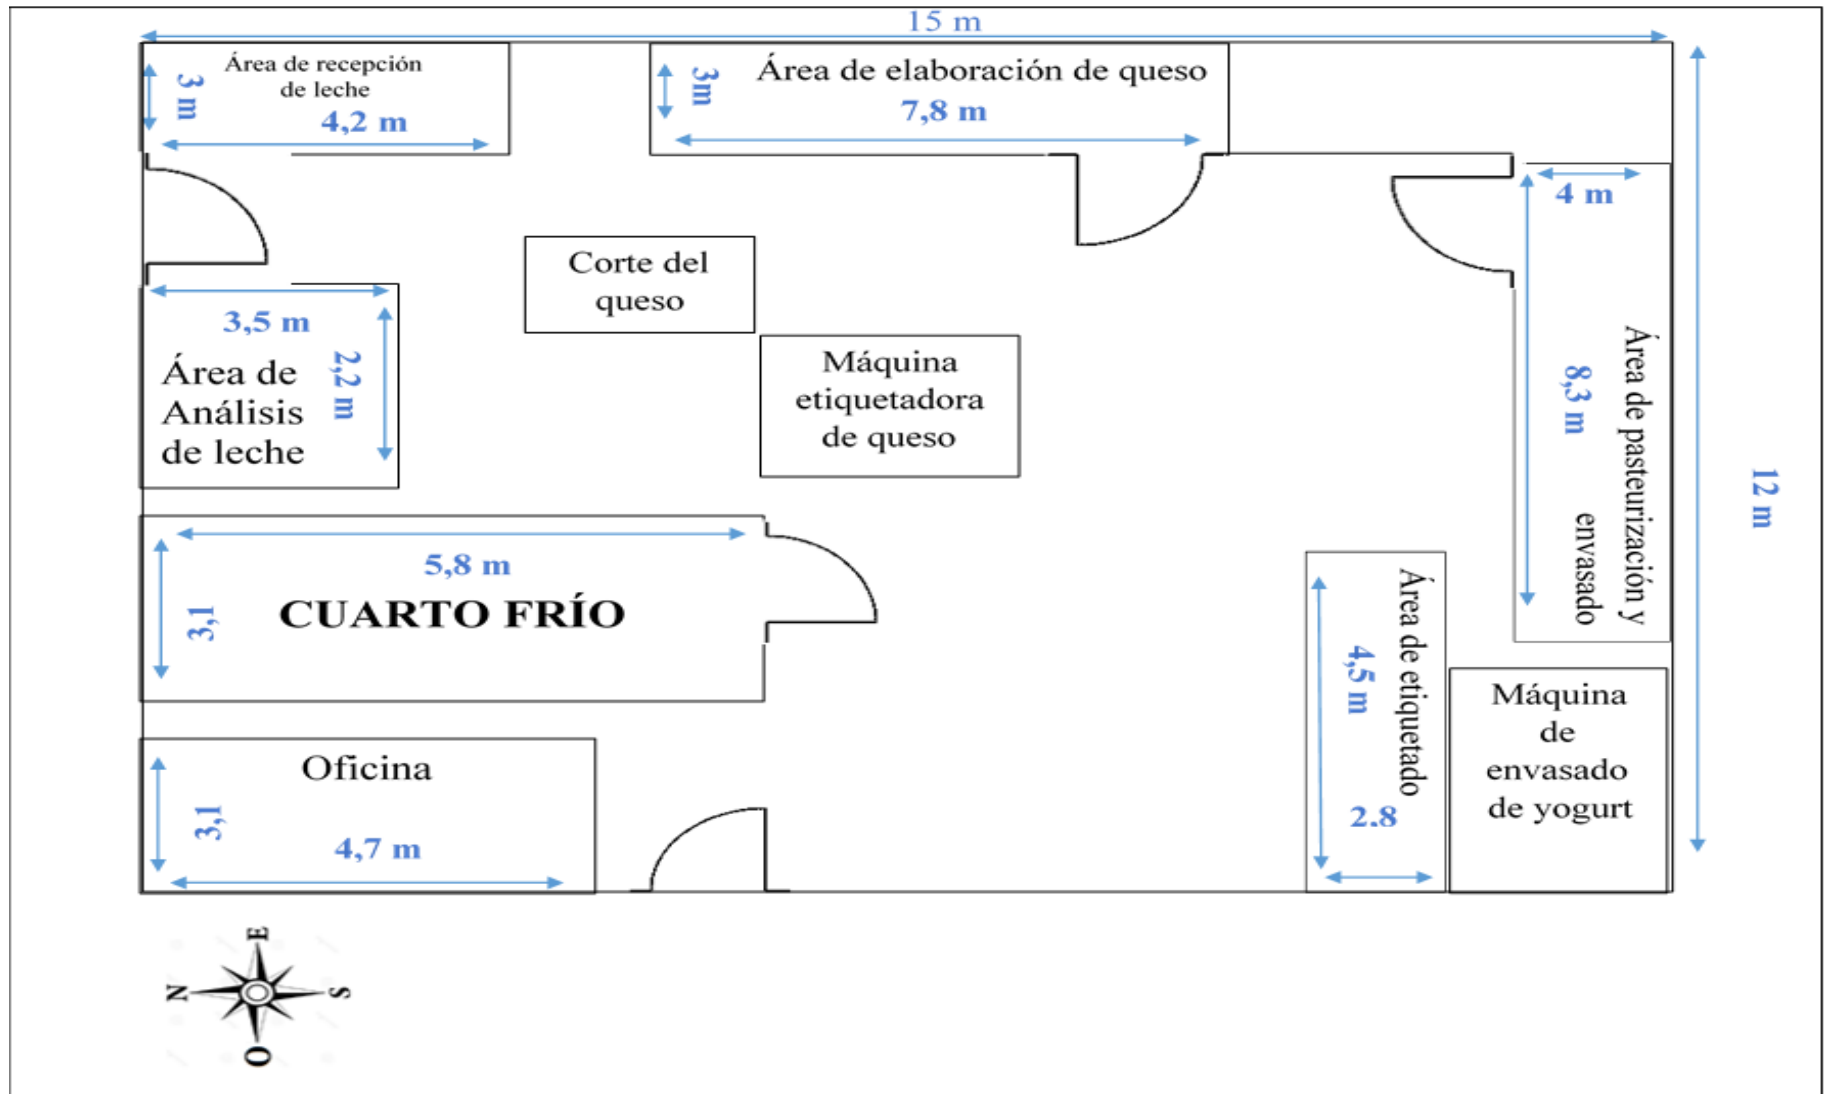 15 m
Área de recepción
de leche
3 m
4,2 m
Área de elaboración de queso
3m
7,8 m
4 m
Corte del
queso
3,5 m
2,2 m
Área de
Análisis
de leche
Máquina
etiquetadora
de queso
8,3 m
Área de pasteurización y
envasado
12 m
5,8 m
CUARTO FRÍO
3,1
Área de etiquetado
4,5 m
2.8
Máquina
de
envasado
de yogurt
Oficina
3,1
4,7 m
E
N
S
O